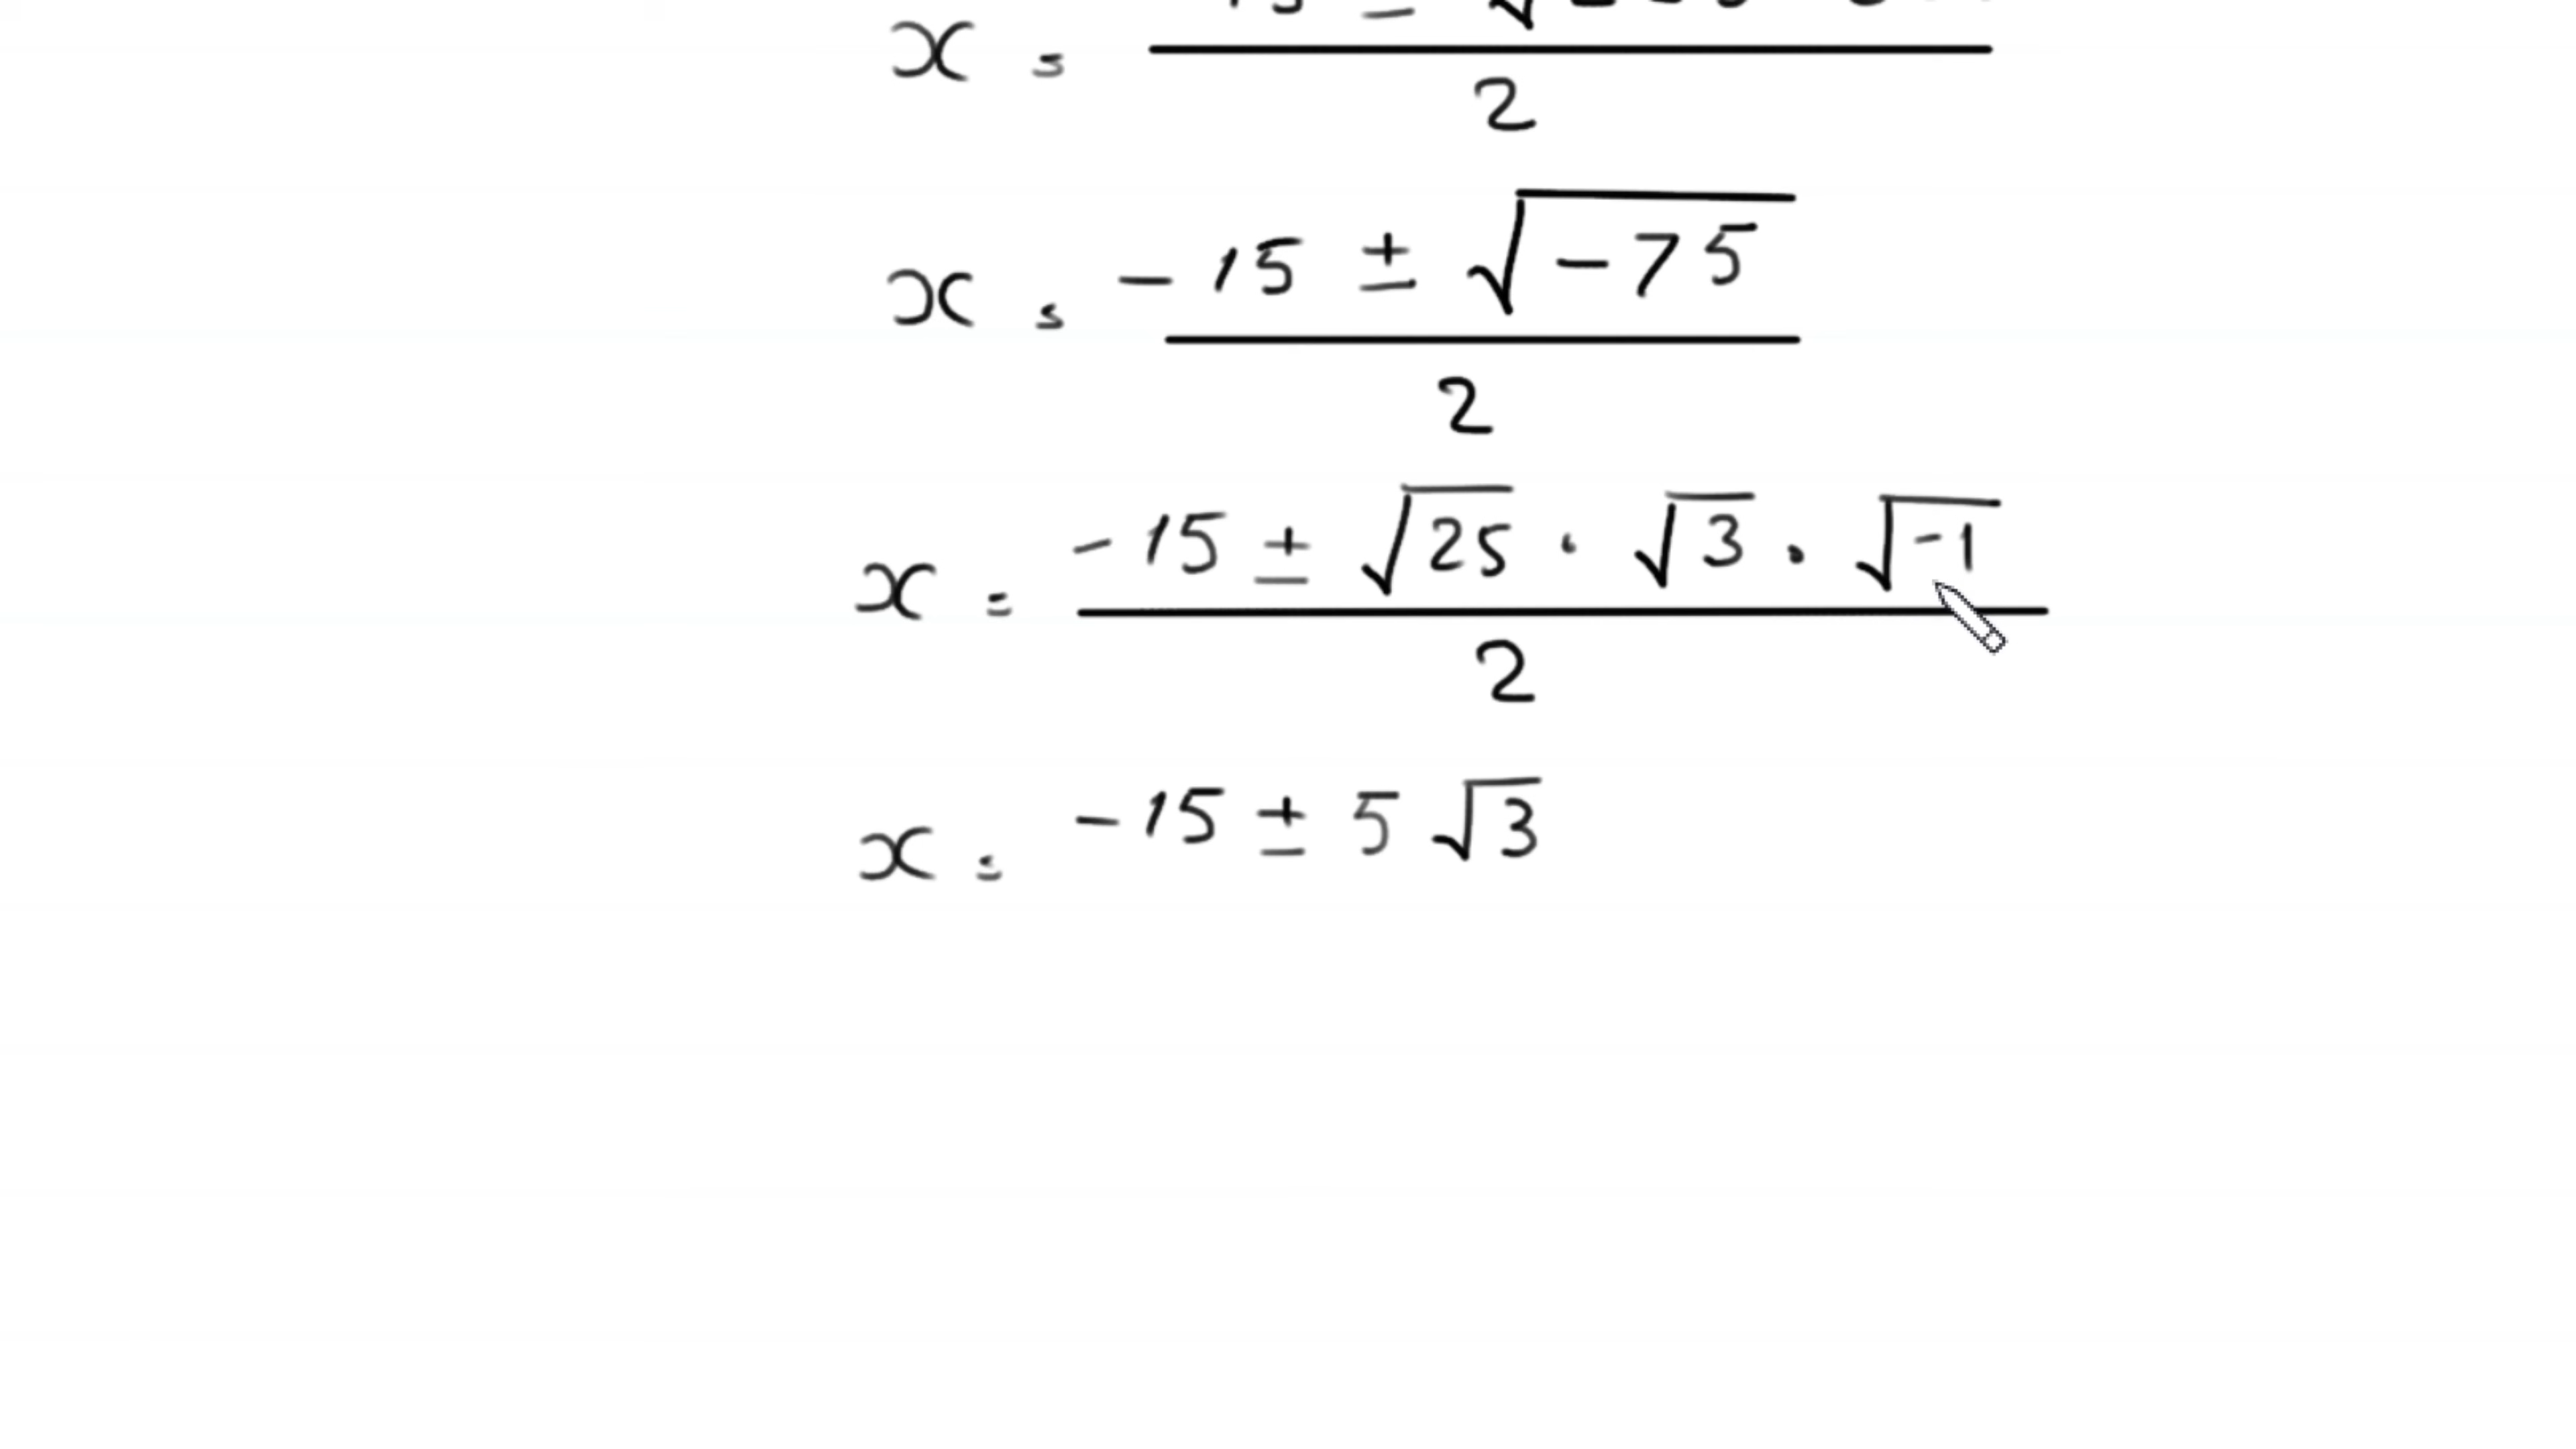 x =
2
x = - 15 ± √-75
2
x = - 15 ± √25 · √3 · √-1
2
x = - 15 ± 5 √3